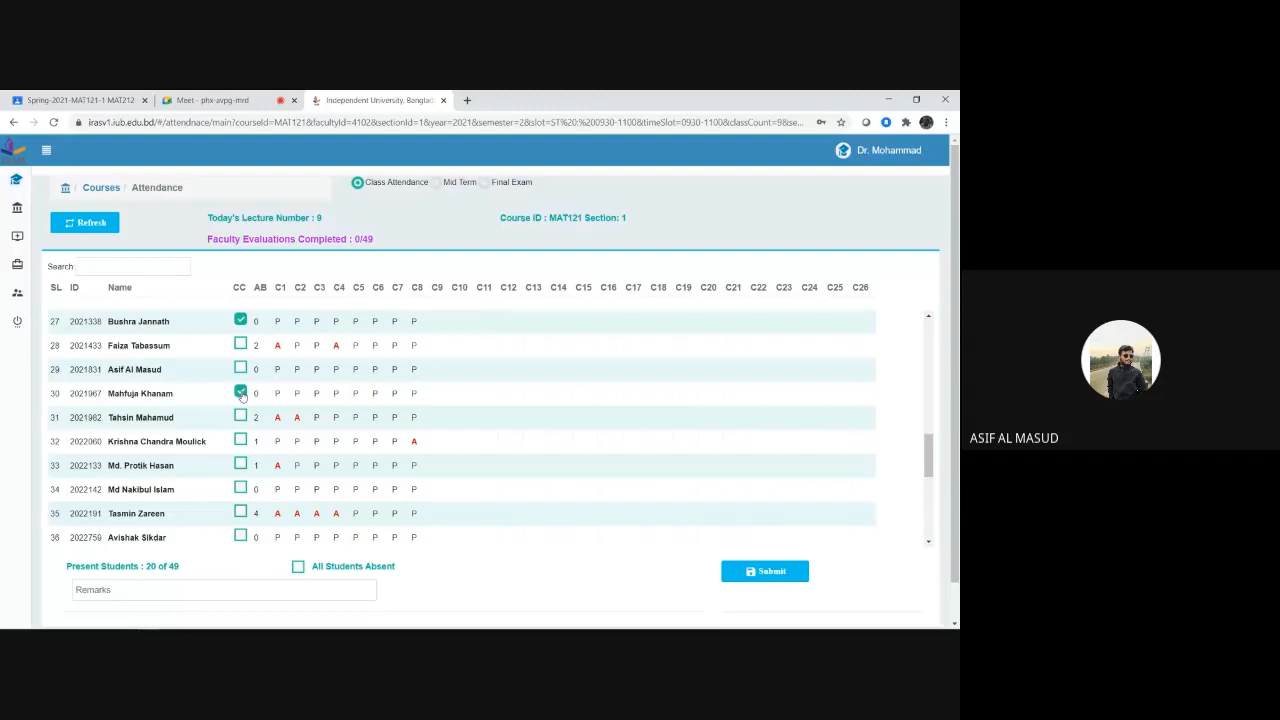 Spring-2021-MAT121-1 MAT212
Meet - phx-avpg-mrd
Independent University, Banglad
irasv1.iub.edu.bd/#/attendnace/main?courseId=MAT121&facultyId=4102&sectionId=1&year=2021&semester=2&slot=ST%20:%200930-1100&timeSlot=0930-1100&classCount=9&se...
Dr. Mohammad
Courses / Attendance
Class Attendance Mid Term Final Exam
Refresh
Today's Lecture Number : 9
Course ID : MAT121 Section: 1
Faculty Evaluations Completed : 0/49
Search:
SL ID Name CC AB C1 C2 C3 C4 C5 C6 C7 C8 C9 C10 C11 C12 C13 C14 C15 C16 C17 C18 C19 C20 C21 C22 C23 C24 C25 C26
27 2021338 Bushra Jannath 0 P P P P P P P P
28 2021433 Faiza Tabassum 2 A P P A P P P P
29 2021831 Asif Al Masud 0 P P P P P P P P
30 2021967 Mahfuja Khanam 0 P P P P P P P P
31 2021982 Tahsin Mahamud 2 A A P P P P P P
32 2022060 Krishna Chandra Moulick 1 P P P P P P P A
33 2022133 Md. Protik Hasan 1 A P P P P P P P
34 2022142 Md Nakibul Islam 0 P P P P P P P P
35 2022191 Tasmin Zareen 4 A A A A P P P P
36 2022759 Avishak Sikdar 0 P P P P P P P P
Present Students : 20 of 49
All Students Absent
Submit
Remarks
ASIF AL MASUD